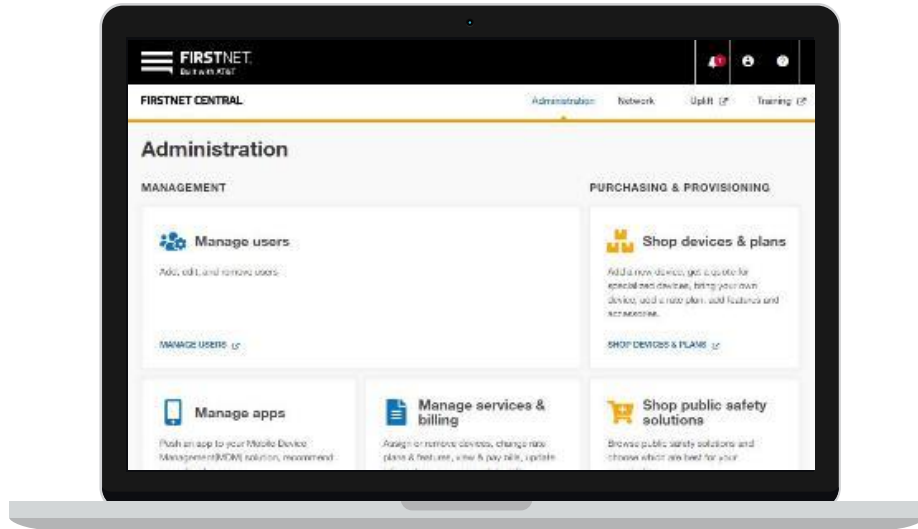 FIRSTNET
Built with AT&T
1
FIRSTNET CENTRAL
Administration
Network
Uplift
Training
Administration
MANAGEMENT
PURCHASING & PROVISIONING
Manage users
Add, edit, and remove users
MANAGE USERS
Shop devices & plans
Add a new device, get a quote for
specialized devices, bring your own
device, add a rate plan, add features and
accessories.
SHOP DEVICES & PLANS
Manage apps
Push an app to your Mobile Device
Management(MDM) solution, recommend
Manage services &
billing
Assign or remove devices, change rate
plans & features, view & pay bills, update
Shop public safety
solutions
Browse public safety solutions and
choose which are best for your